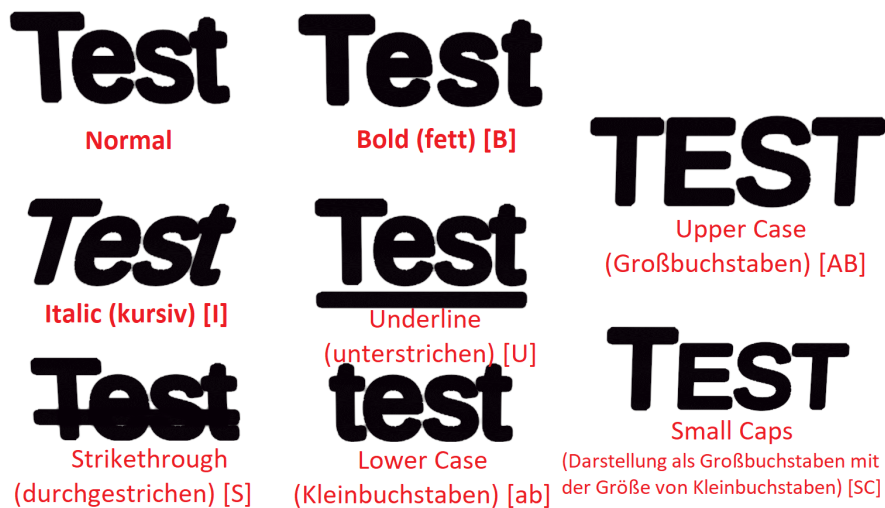 Test
Normal
Test
Bold (fett) [B]
TEST
Upper Case
(Großbuchstaben) [AB]
Test
Italic (kursiv) [I]
Test
Underline
(unterstrichen) [U]
Test
Strikethrough
(durchgestrichen) [S]
test
Lower Case
(Kleinbuchstaben) [ab]
TEST
Small Caps
(Darstellung als Großbuchstaben mit
der Größe von Kleinbuchstaben) [SC]